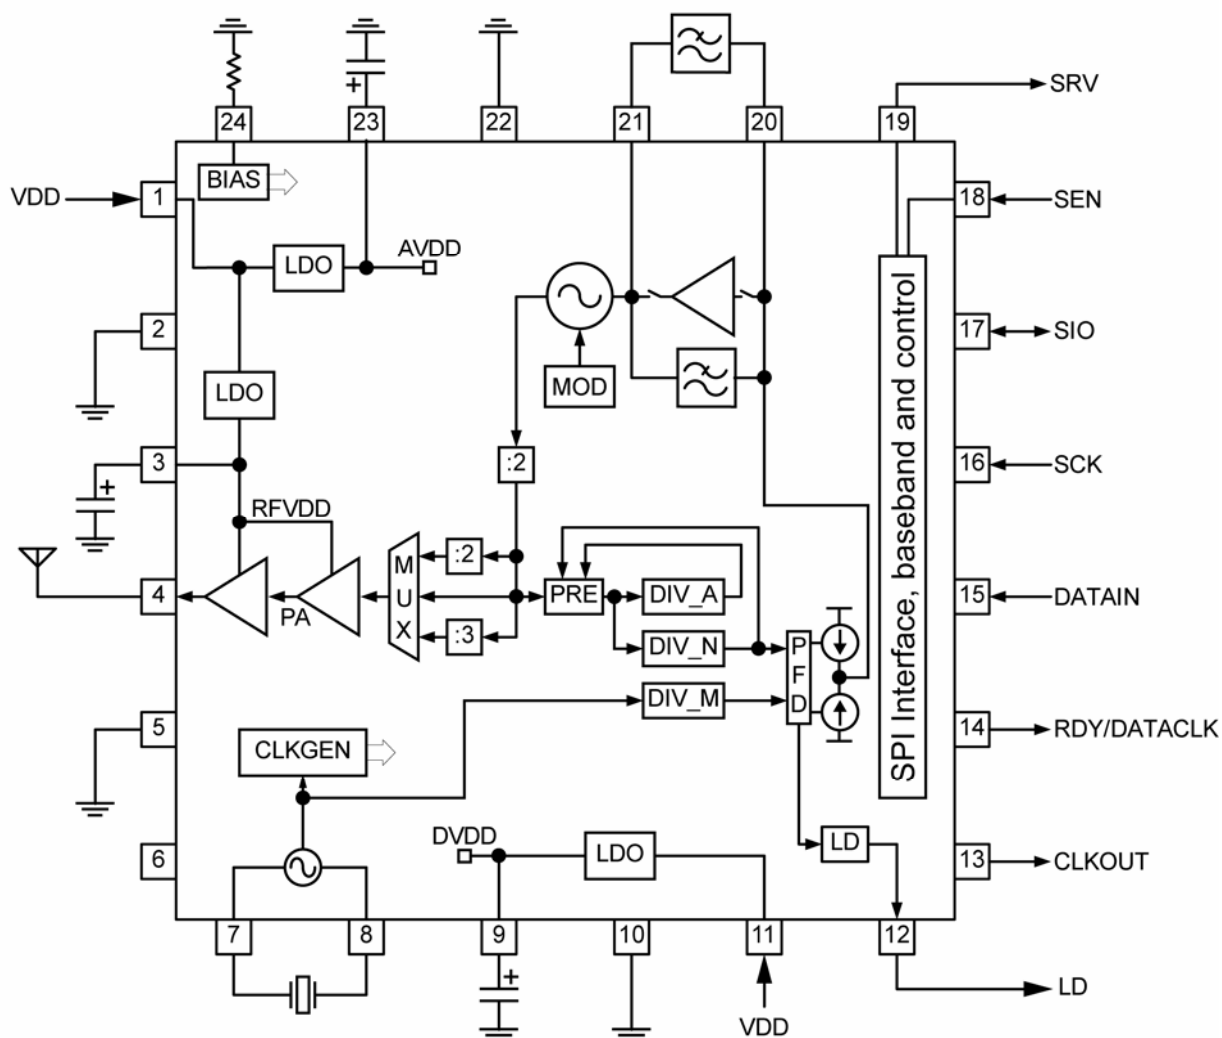 24
23
22
21
20
19
SRV
BIAS
VDD
1
18
SEN
LDO
AVDD
2
17
SIO
LDO
MOD
3
:2
16
SCK
+
+
RFVDD
MUX
:2
4
PA
PRE
DIV_A
15
DATAIN
:3
DIV_N
PFD
DIV_M
5
14
RDY/DATACLK
CLKGEN
SPI Interface, baseband and control
DVDD
LDO
LD
6
13
CLKOUT
7
8
9
10
11
12
+
LD
VDD